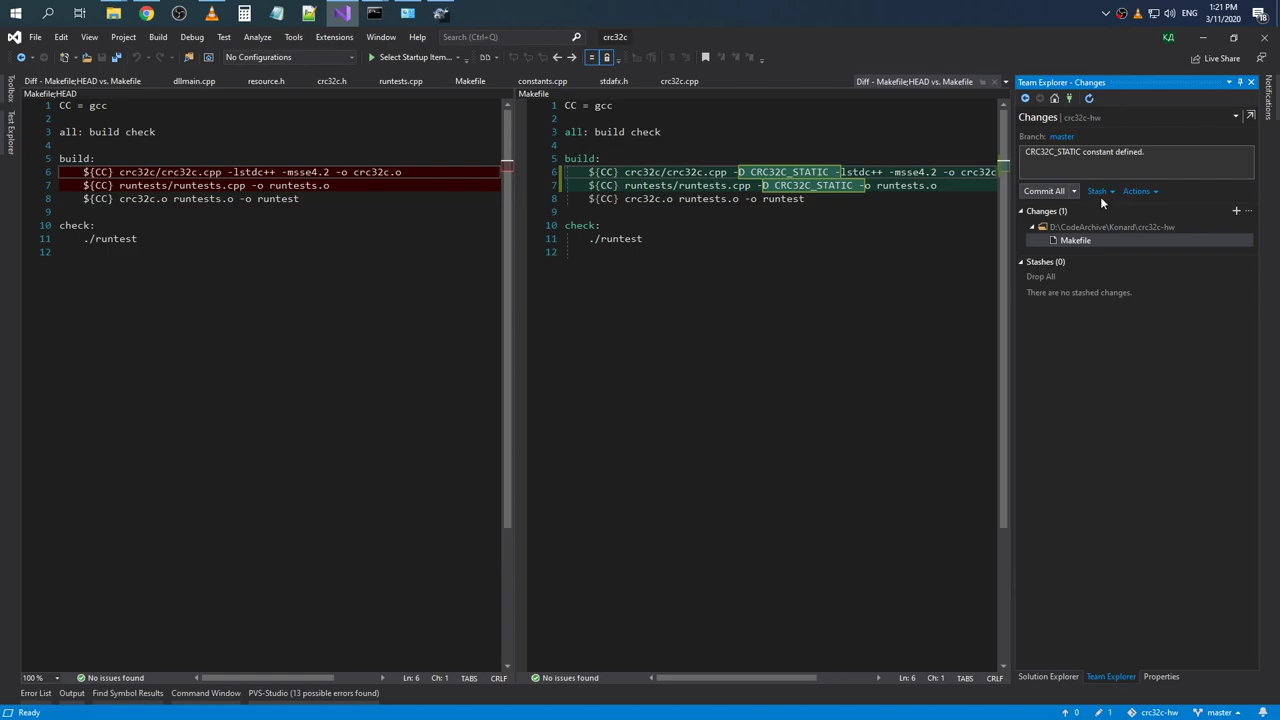 ENG
1:21 PM
3/11/2020
18
File Edit View Project Build Debug Test Analyze Tools Extensions Window Help
Search (Ctrl+Q)
crc32c
КД
No Configurations
Select Startup Item...
Live Share
Toolbox
Test Explorer
Diff - Makefile;HEAD vs. Makefile dllmain.cpp resource.h crc32c.h runtests.cpp Makefile constants.cpp stdafx.h crc32c.cpp Diff - Makefile;HEAD vs. Makefile
Makefile;HEAD
1 CC = gcc
2
3 all: build check
4
5 build:
6 ${CC} crc32c/crc32c.cpp -lstdc++ -msse4.2 -o crc32c.o
7 ${CC} runtests/runtests.cpp -o runtests.o
8 ${CC} crc32c.o runtests.o -o runtest
9
10 check:
11 ./runtest
12
100 %
No issues found
Ln: 6 Ch: 1 TABS CRLF
Makefile
1 CC = gcc
2
3 all: build check
4
5 build:
6 ${CC} crc32c/crc32c.cpp -D CRC32C_STATIC -lstdc++ -msse4.2 -o crc32c
7 ${CC} runtests/runtests.cpp -D CRC32C_STATIC -o runtests.o
8 ${CC} crc32c.o runtests.o -o runtest
9
10 check:
11 ./runtest
12
No issues found
Ln: 6 Ch: 1 TABS CRLF
Team Explorer - Changes
Changes | crc32c-hw
Branch: master
CRC32C_STATIC constant defined.
Commit All Stash Actions
Changes (1)
D:\CodeArchive\Konard\crc32c-hw
Makefile
Stashes (0)
Drop All
There are no stashed changes.
Notifications
Solution Explorer Team Explorer Properties
Error List Output Find Symbol Results Command Window PVS-Studio (13 possible errors found)
Ready
0 1 crc32c-hw master